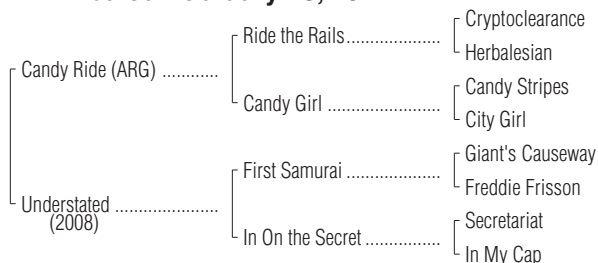 Cryptoclearance
Ride the Rails
Herbalesian
Candy Ride (ARG)
Candy Stripes
Candy Girl
City Girl
Giant's Causeway
First Samurai
Freddie Frisson
Understated
(2008)
Secretariat
In On the Secret
In My Cap